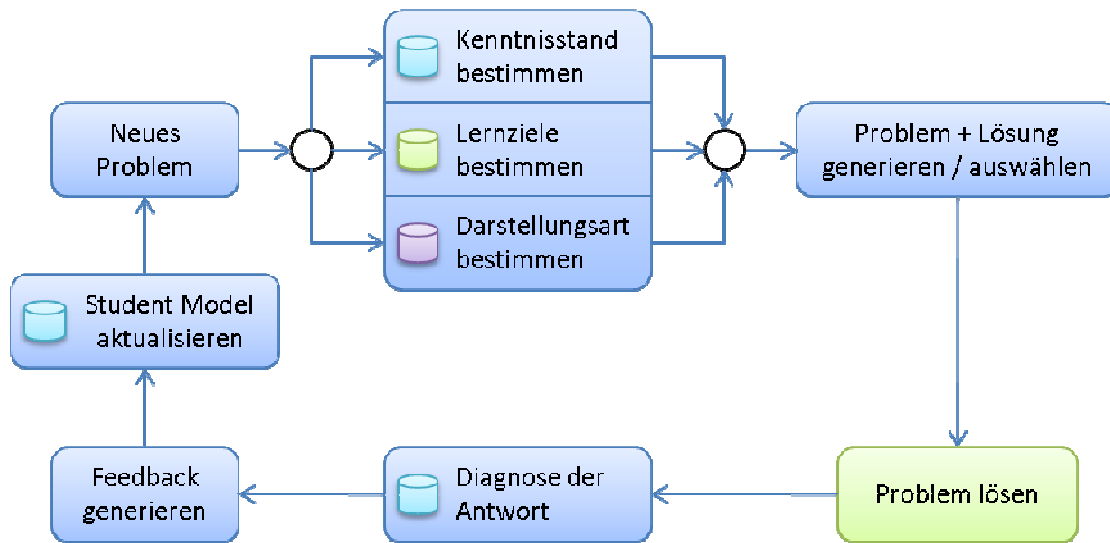 Kenntnisstand
bestimmen
Neues
Problem
Lernziele
bestimmen
Problem + Lösung
generieren / auswählen
Darstellungsart
bestimmen
Student Model
aktualisieren
Feedback
generieren
Diagnose der
Antwort
Problem lösen